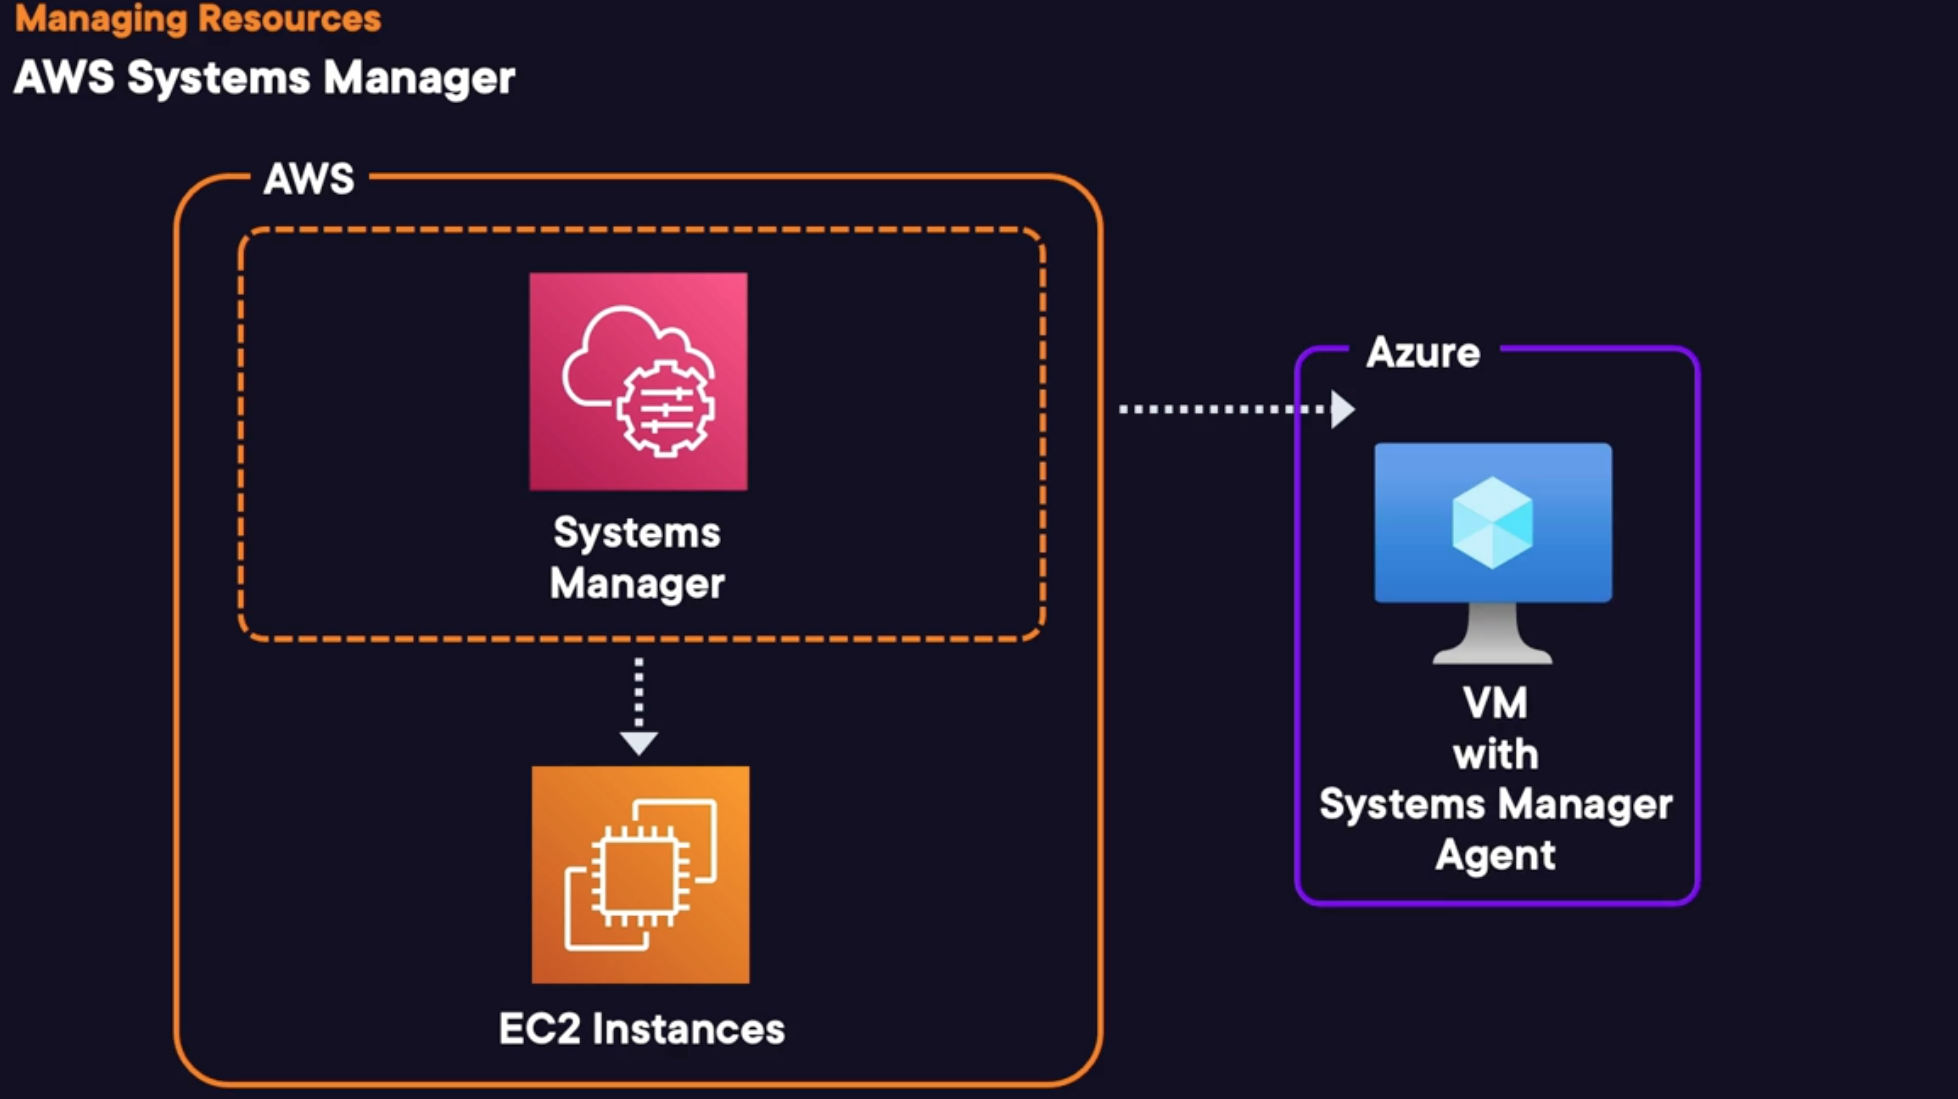 Managing Resources
AWS Systems Manager
AWS
Systems
Manager
EC2 Instances
Azure
VM
with
Systems Manager
Agent